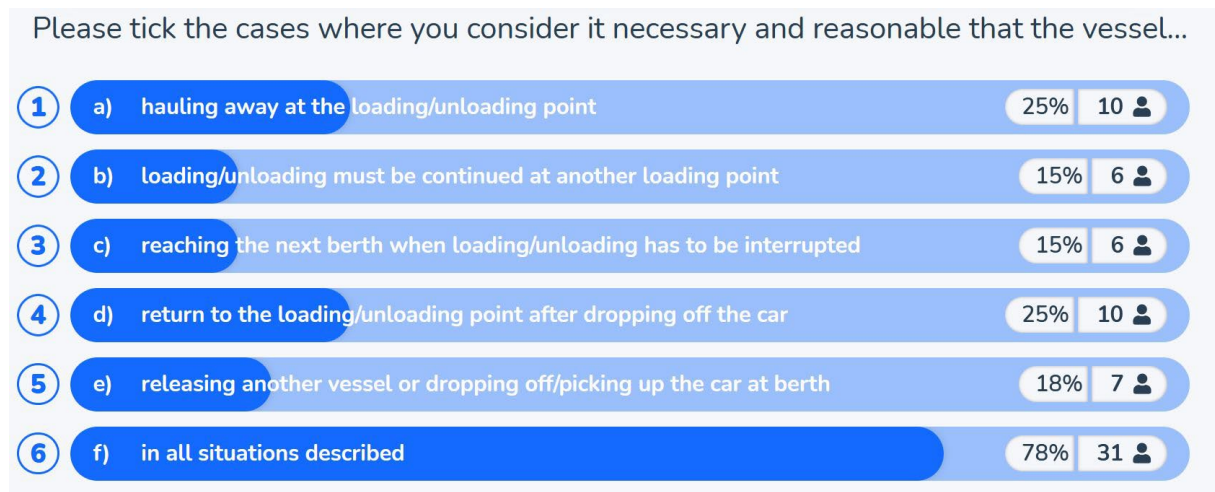 Please tick the cases where you consider it necessary and reasonable that the vessel...
1 a) hauling away at the loading/unloading point 25% 10
2 b) loading/unloading must be continued at another loading point 15% 6
3 c) reaching the next berth when loading/unloading has to be interrupted 15% 6
4 d) return to the loading/unloading point after dropping off the car 25% 10
5 e) releasing another vessel or dropping off/picking up the car at berth 18% 7
6 f) in all situations described 78% 31